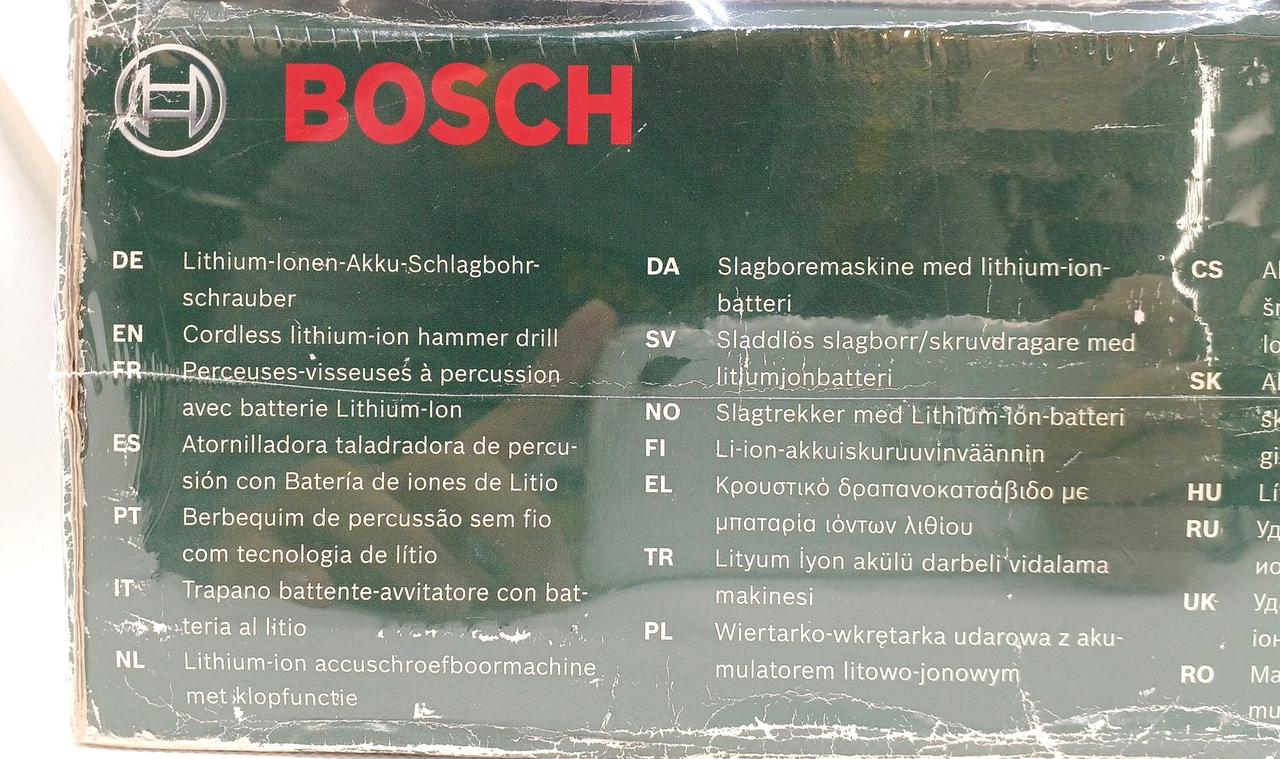 BOSCH
DE Lithium-Ionen-Akku-Schlagbohr-
schrauber
EN Cordless lithium-ion hammer drill
FR Perceuses-visseuses à percussion
avec batterie Lithium-Ion
ES Atornilladora taladradora de percu-
sión con Batería de iones de Litio
PT Berbequim de percussão sem fio
com tecnologia de lítio
IT Trapano battente-avvitatore con bat-
teria al litio
NL Lithium-ion accuschroefboormachine
met klopfunctie
DA Slagboremaskine med lithium-ion-
batteri
SV Sladdlös slagborr/skruvdragare med
litiumjonbatteri
NO Slagtrekker med Lithium-ion-batteri
FI Li-ion-akkuiskuruuvinväännin
EL Κρουστικό δραπανοκατσάβιδο με
μπαταρία ιόντων λιθίου
TR Lityum İyon akülü darbeli vidalama
makinesi
PL Wiertarko-wkrętarka udarowa z aku-
mulatorem litowo-jonowym
CS
SK
HU
RU
UK
RO